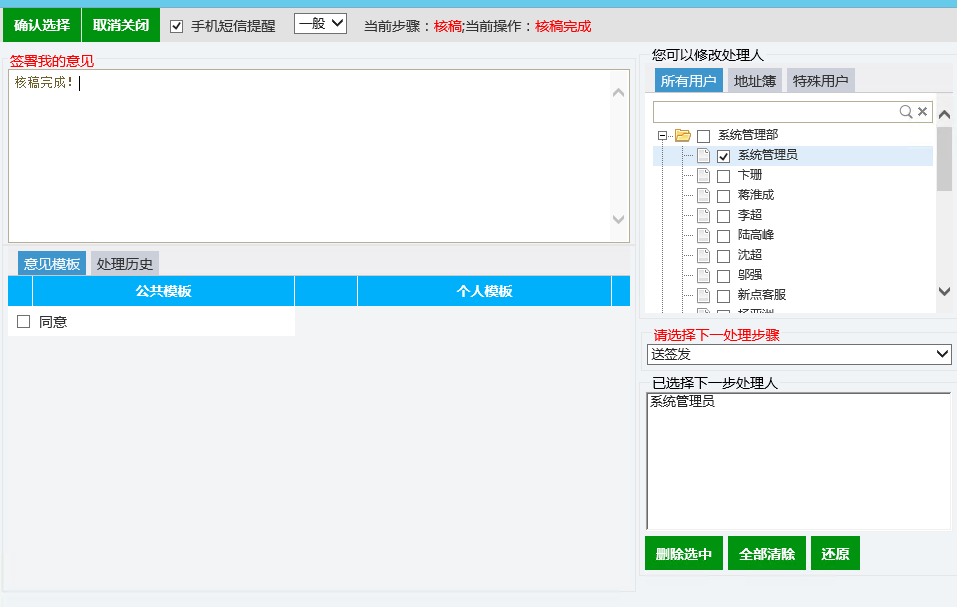 确认选择 取消关闭 手机短信提醒 一般 当前步骤：核稿;当前操作：核稿完成
签署我的意见
核稿完成！
意见模板 处理历史
公共模板 个人模板
同意
您可以修改处理人
所有用户 地址簿 特殊用户
系统管理部
系统管理员
卞珊
蒋淮成
李超
陆高峰
沈超
邬强
新点客服
请选择下一处理步骤
送签发
已选择下一步处理人
系统管理员
删除选中 全部清除 还原